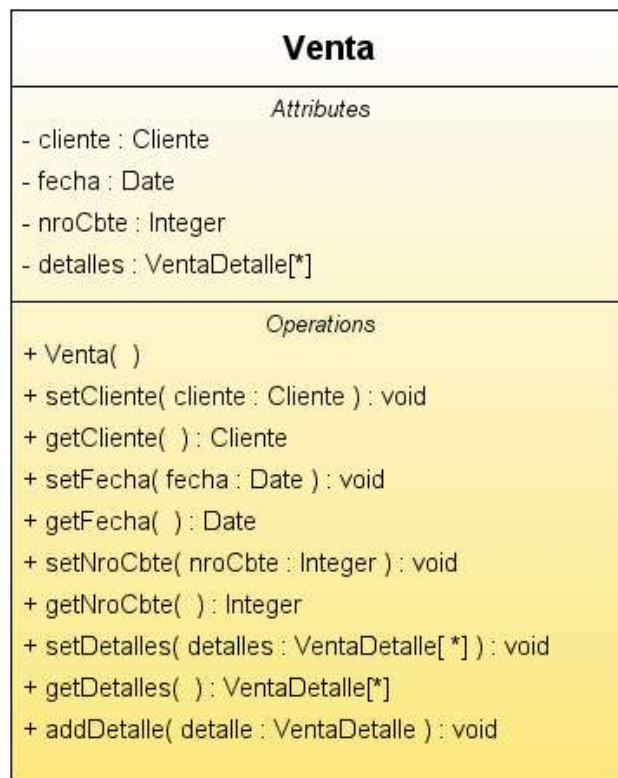 Venta
Attributes
- cliente : Cliente
- fecha : Date
- nroCbte : Integer
- detalles : VentaDetalle[*]
Operations
+ Venta( )
+ setCliente( cliente : Cliente ) : void
+ getCliente( ) : Cliente
+ setFecha( fecha : Date ) : void
+ getFecha( ) : Date
+ setNroCbte( nroCbte : Integer ) : void
+ getNroCbte( ) : Integer
+ setDetalles( detalles : VentaDetalle[ *] ) : void
+ getDetalles( ) : VentaDetalle[*]
+ addDetalle( detalle : VentaDetalle ) : void